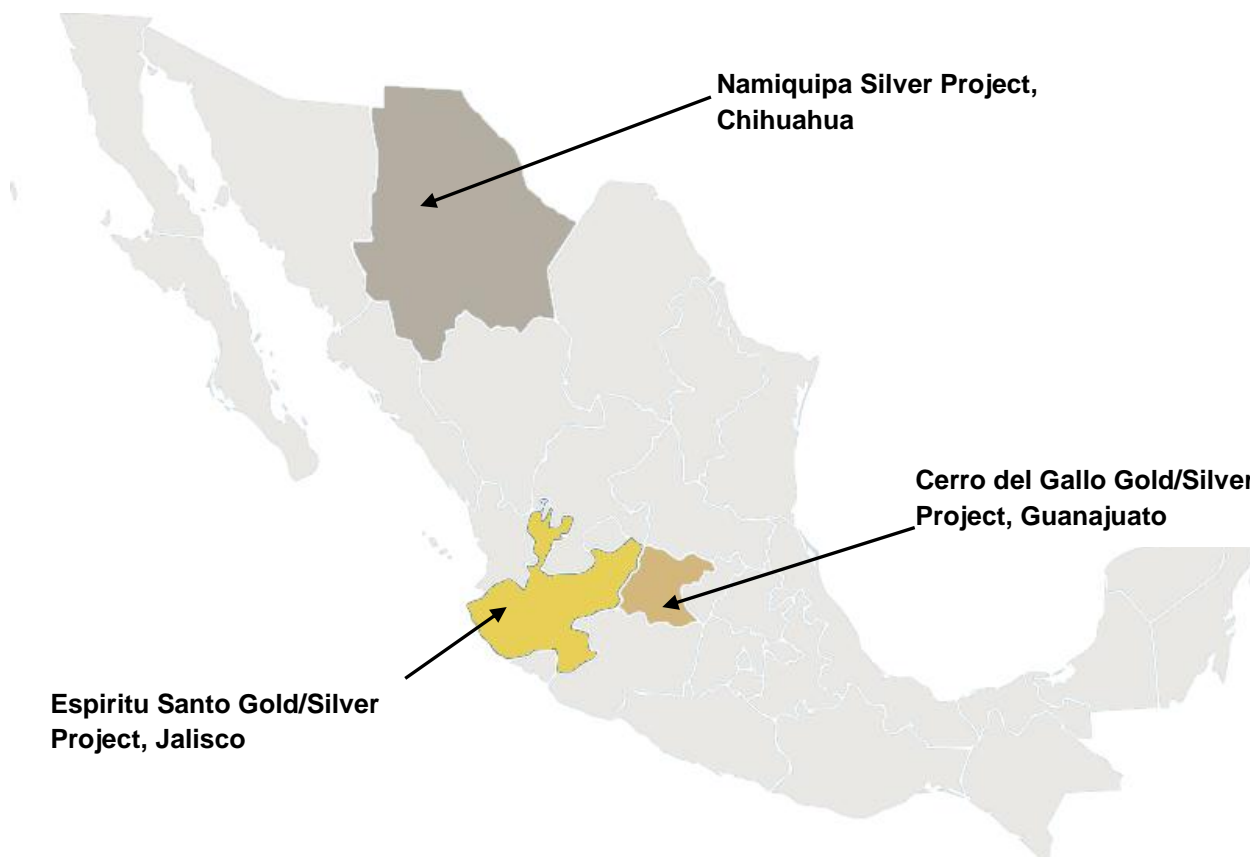 Namiquipa Silver Project,
Chihuahua
Cerro del Gallo Gold/Silver
Project, Guanajuato
Espiritu Santo Gold/Silver
Project, Jalisco